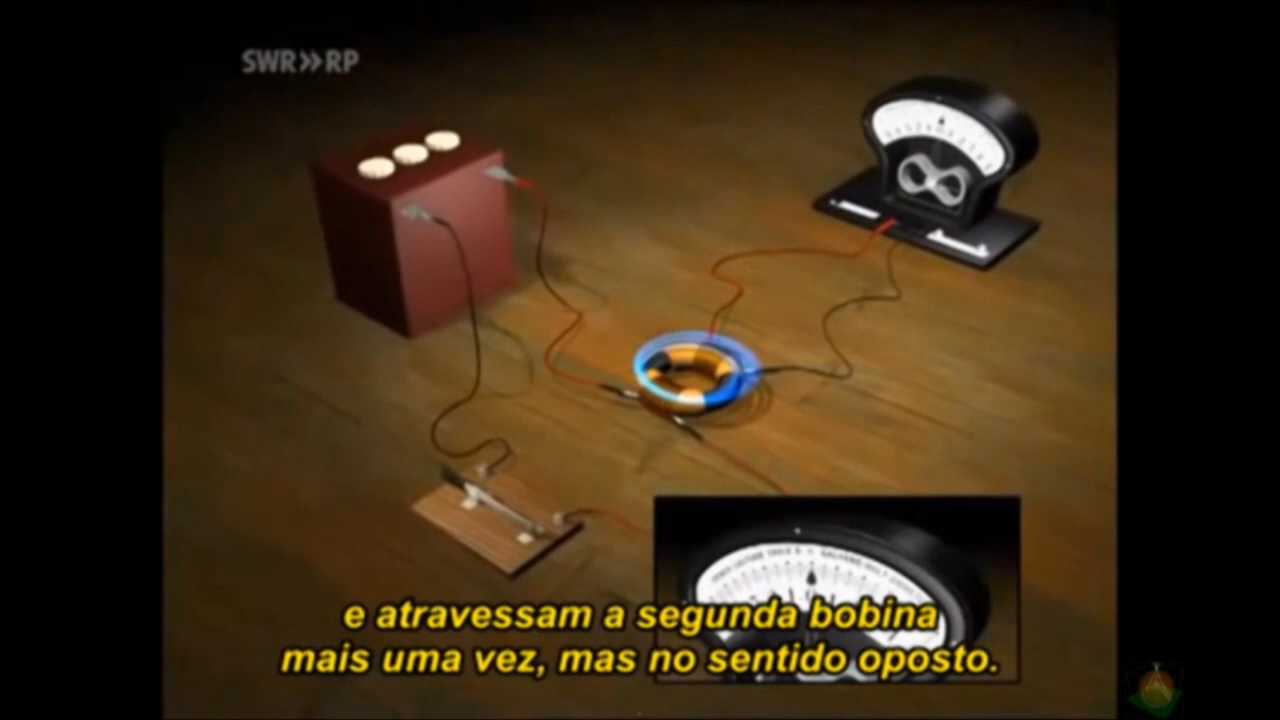 SWR»RP
e atravessam a segunda bobina
mais uma vez, mas no sentido oposto.